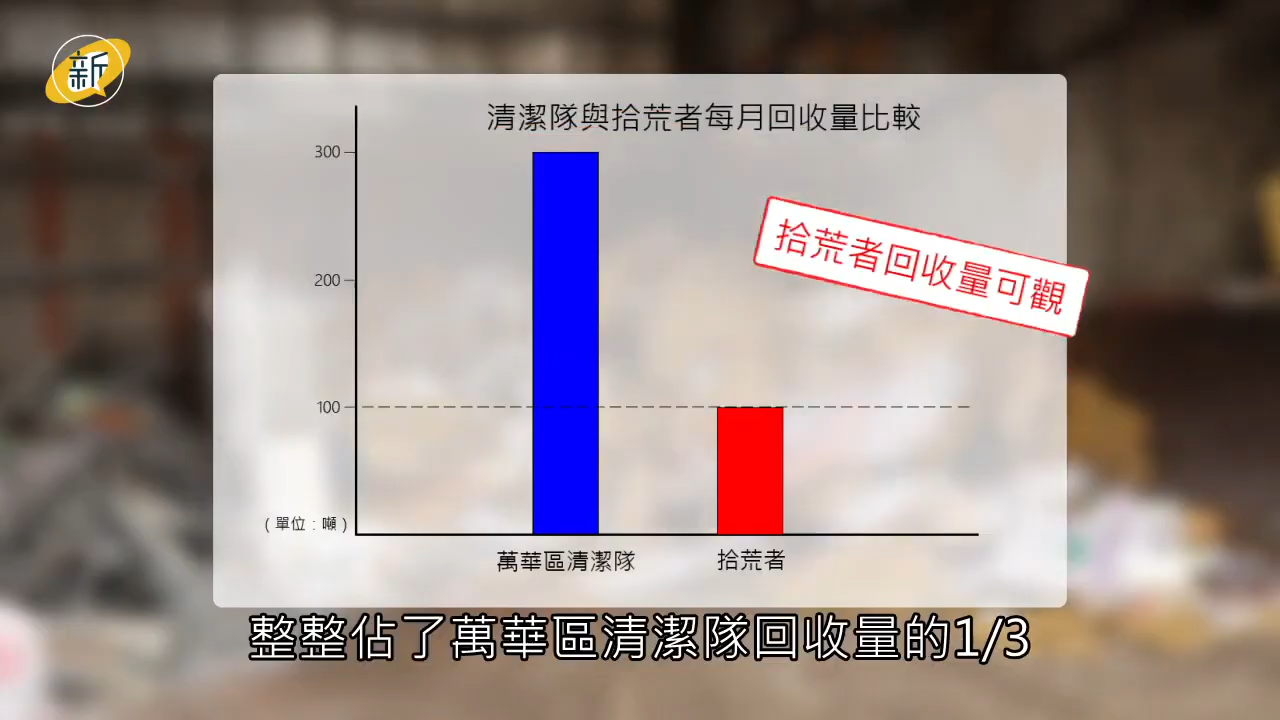 新
清潔隊與拾荒者每月回收量比較
300
拾荒者回收量可觀
200
100
(單位:噸)
萬華區清潔隊
拾荒者
整整佔了萬華區清潔隊回收量的1/3